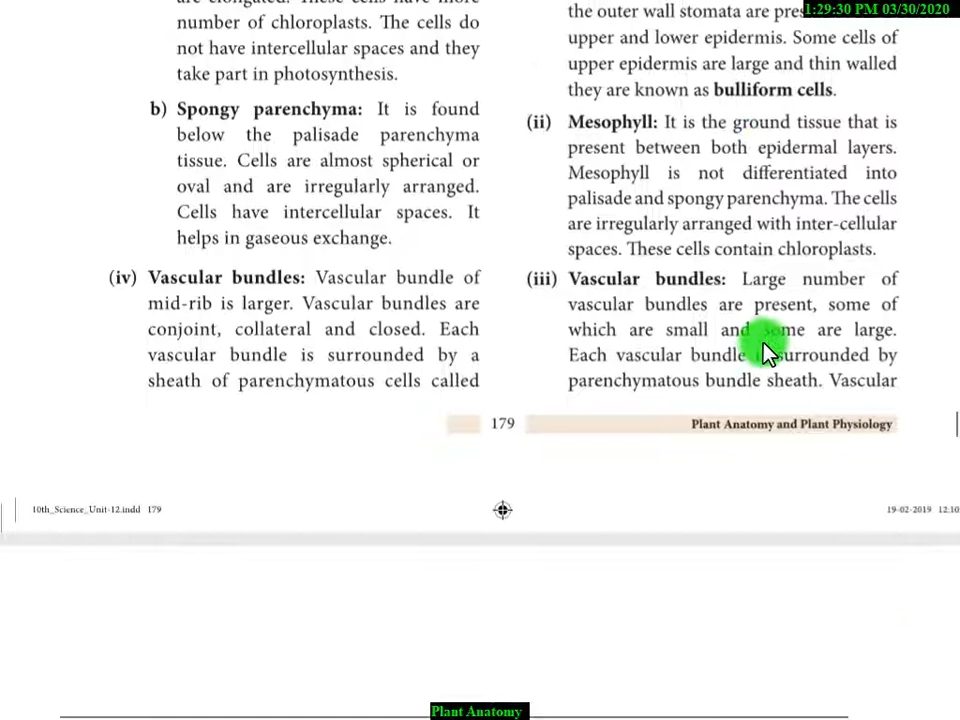 1:29:30 PM 03/30/2020
number of chloroplasts. The cells do
not have intercellular spaces and they
take part in photosynthesis.
b) Spongy parenchyma: It is found
below the palisade parenchyma
tissue. Cells are almost spherical or
oval and are irregularly arranged.
Cells have intercellular spaces. It
helps in gaseous exchange.
(iv) Vascular bundles: Vascular bundle of
mid-rib is larger. Vascular bundles are
conjoint, collateral and closed. Each
vascular bundle is surrounded by a
sheath of parenchymatous cells called
the outer wall stomata are
upper and lower epidermis. Some cells of
upper epidermis are large and thin walled
they are known as bulliform cells.
(ii) Mesophyll: It is the ground tissue that is
present between both epidermal layers.
Mesophyll is not differentiated into
palisade and spongy parenchyma. The cells
are irregularly arranged with inter-cellular
spaces. These cells contain chloroplasts.
(iii) Vascular bundles: Large number of
vascular bundles are present, some of
which are small and some are large.
Each vascular bundle surrounded by
parenchymatous bundle sheath. Vascular
179
Plant Anatomy and Plant Physiology
10th_Science_Unit-12.indd 179
19-02-2019 12:10
Plant Anatomy